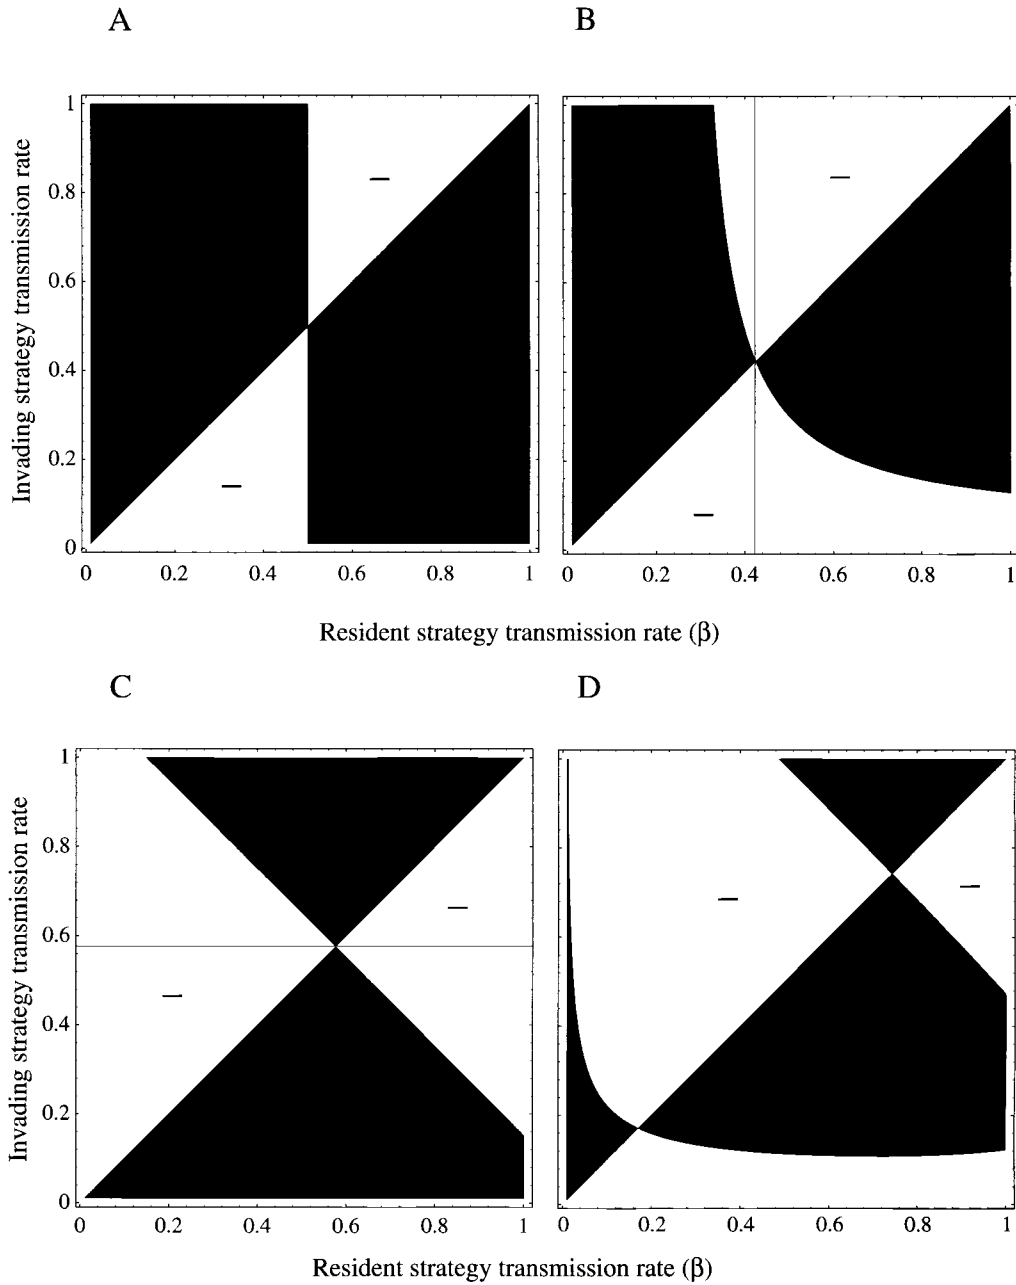 A B
1
0.8
0.6
0.4
0.2
0
0 0.2 0.4 0.6 0.8 1 0 0.2 0.4 0.6 0.8 1
Invading strategy transmission rate
Resident strategy transmission rate (β)
C D
1
0.8
0.6
0.4
0.2
0
0 0.2 0.4 0.6 0.8 1 0 0.2 0.4 0.6 0.8 1
Invading strategy transmission rate
Resident strategy transmission rate (β)